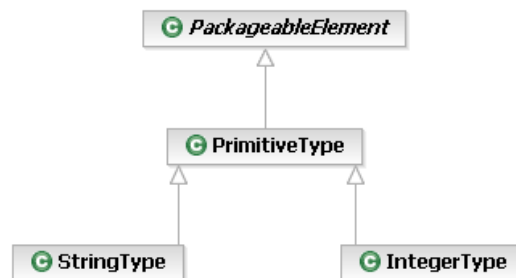 PackageableElement
PrimitiveType
StringType
IntegerType